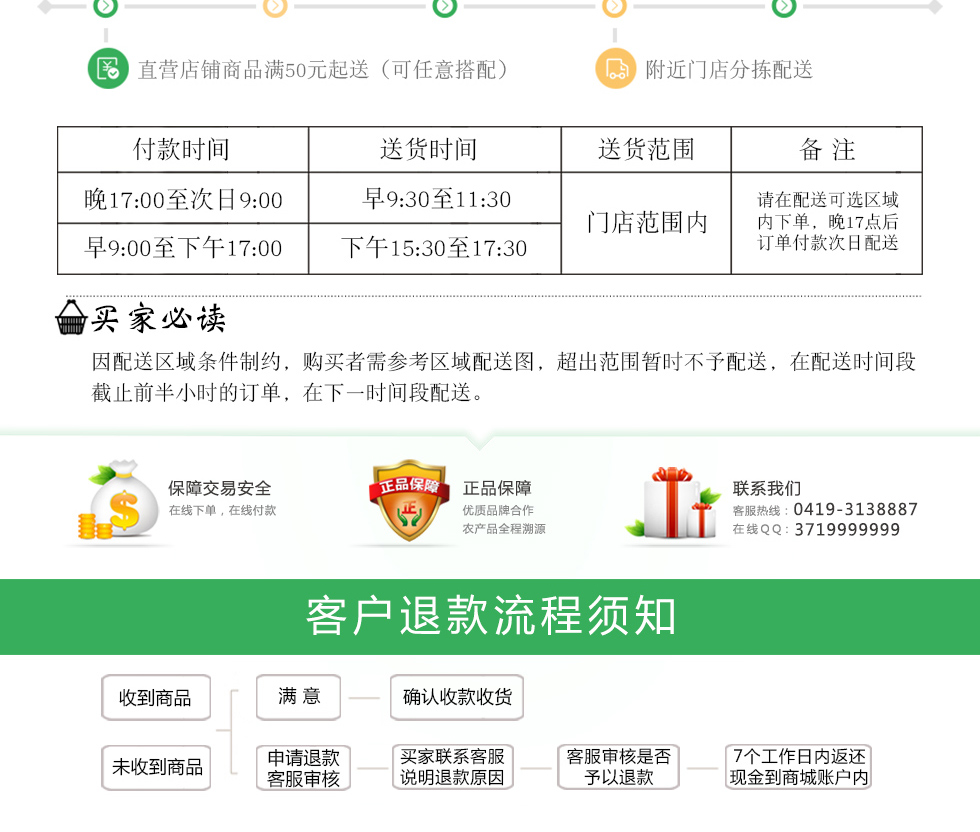 直营店铺商品满50元起送（可任意搭配）
附近门店分拣配送
付款时间 送货时间 送货范围 备 注
晚17:00至次日9:00 早9:30至11:30
早9:00至下午17:00 下午15:30至17:30
门店范围内
请在配送可选区域
内下单，晚17点后
订单付款次日配送
买家必读
因配送区域条件制约，购买者需参考区域配送图，超出范围暂时不予配送，在配送时间段
截止前半小时的订单，在下一时间段配送。
保障交易安全
在线下单，在线付款
正品保障
正
正品保障
优质品牌合作
农产品全程溯源
联系我们
客服热线：0419-3138887
在线QQ：3719999999
客户退款流程须知
收到商品
满 意
确认收款收货
未收到商品
申请退款
客服审核
买家联系客服
说明退款原因
客服审核是否
予以退款
7个工作日内返还
现金到商城账户内